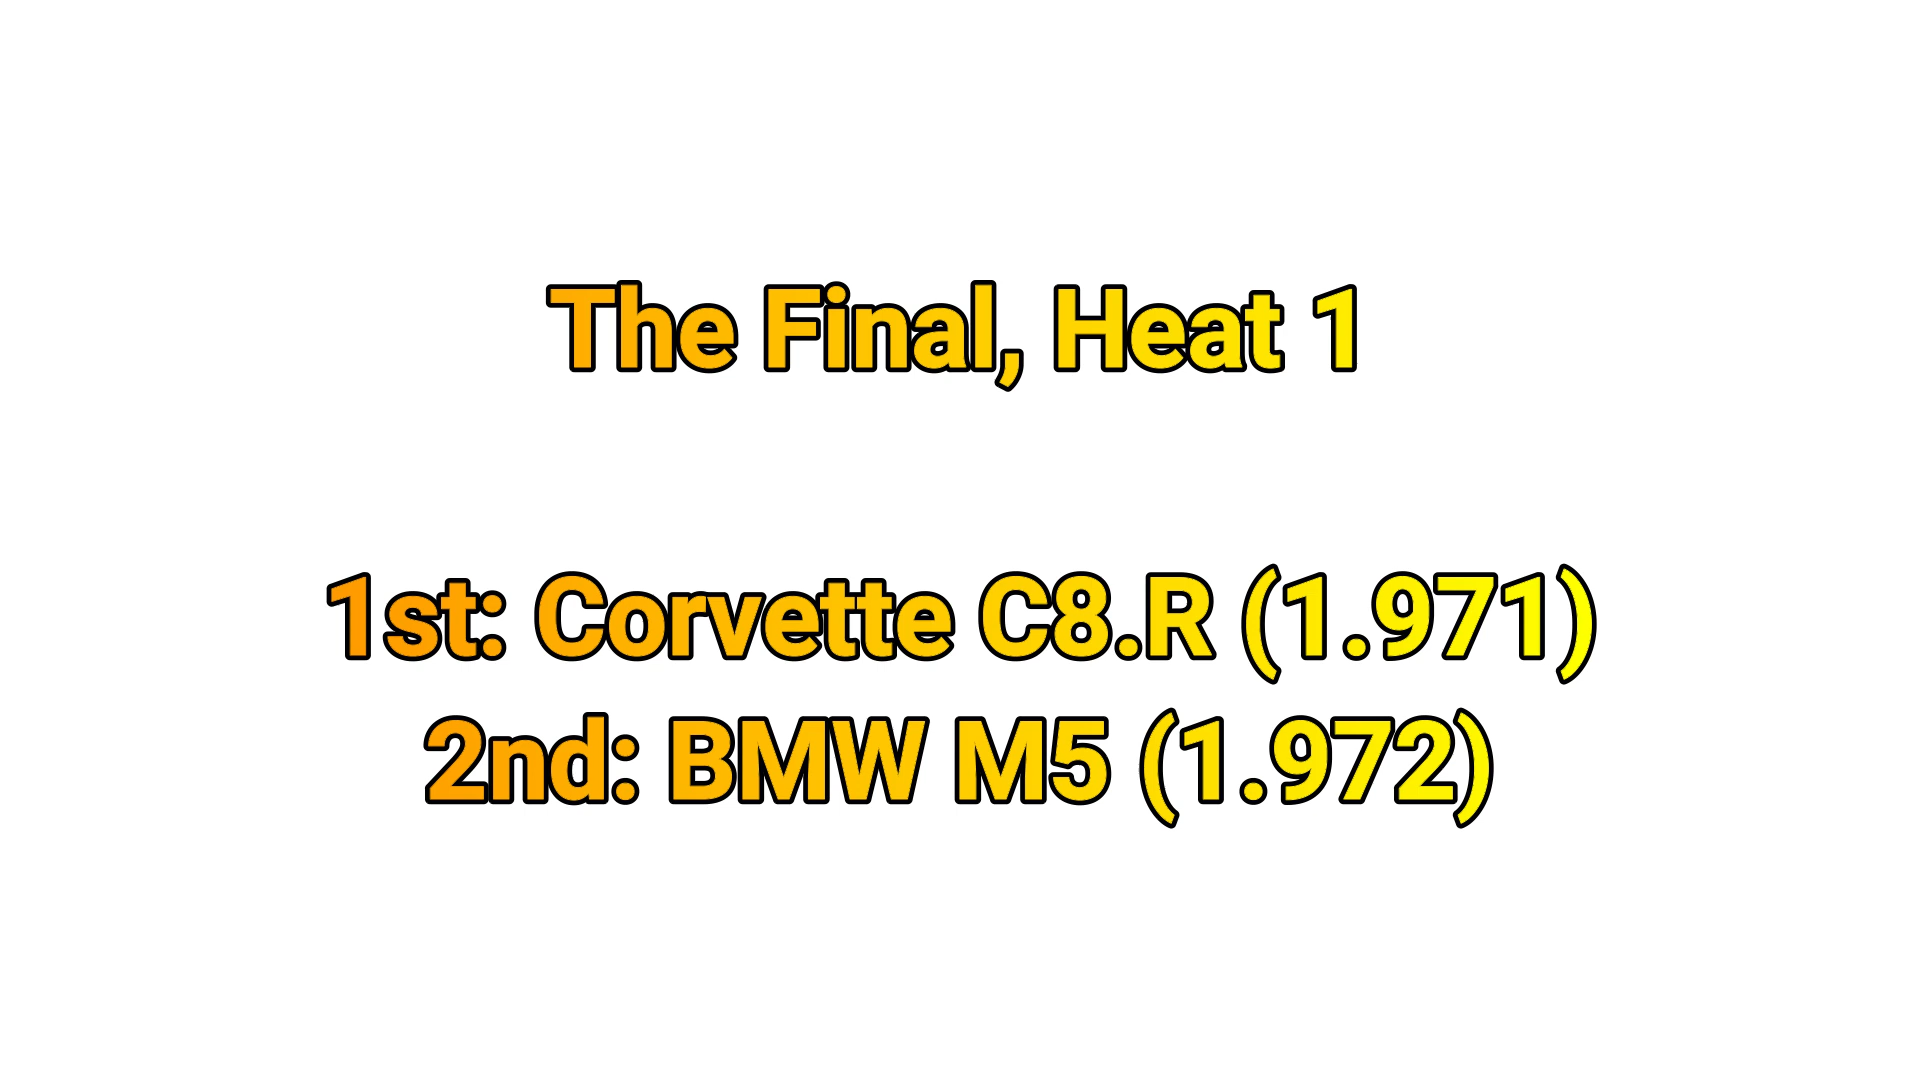 The Final, Heat 1
1st: Corvette C8.R (1.971)
2nd: BMW M5 (1.972)